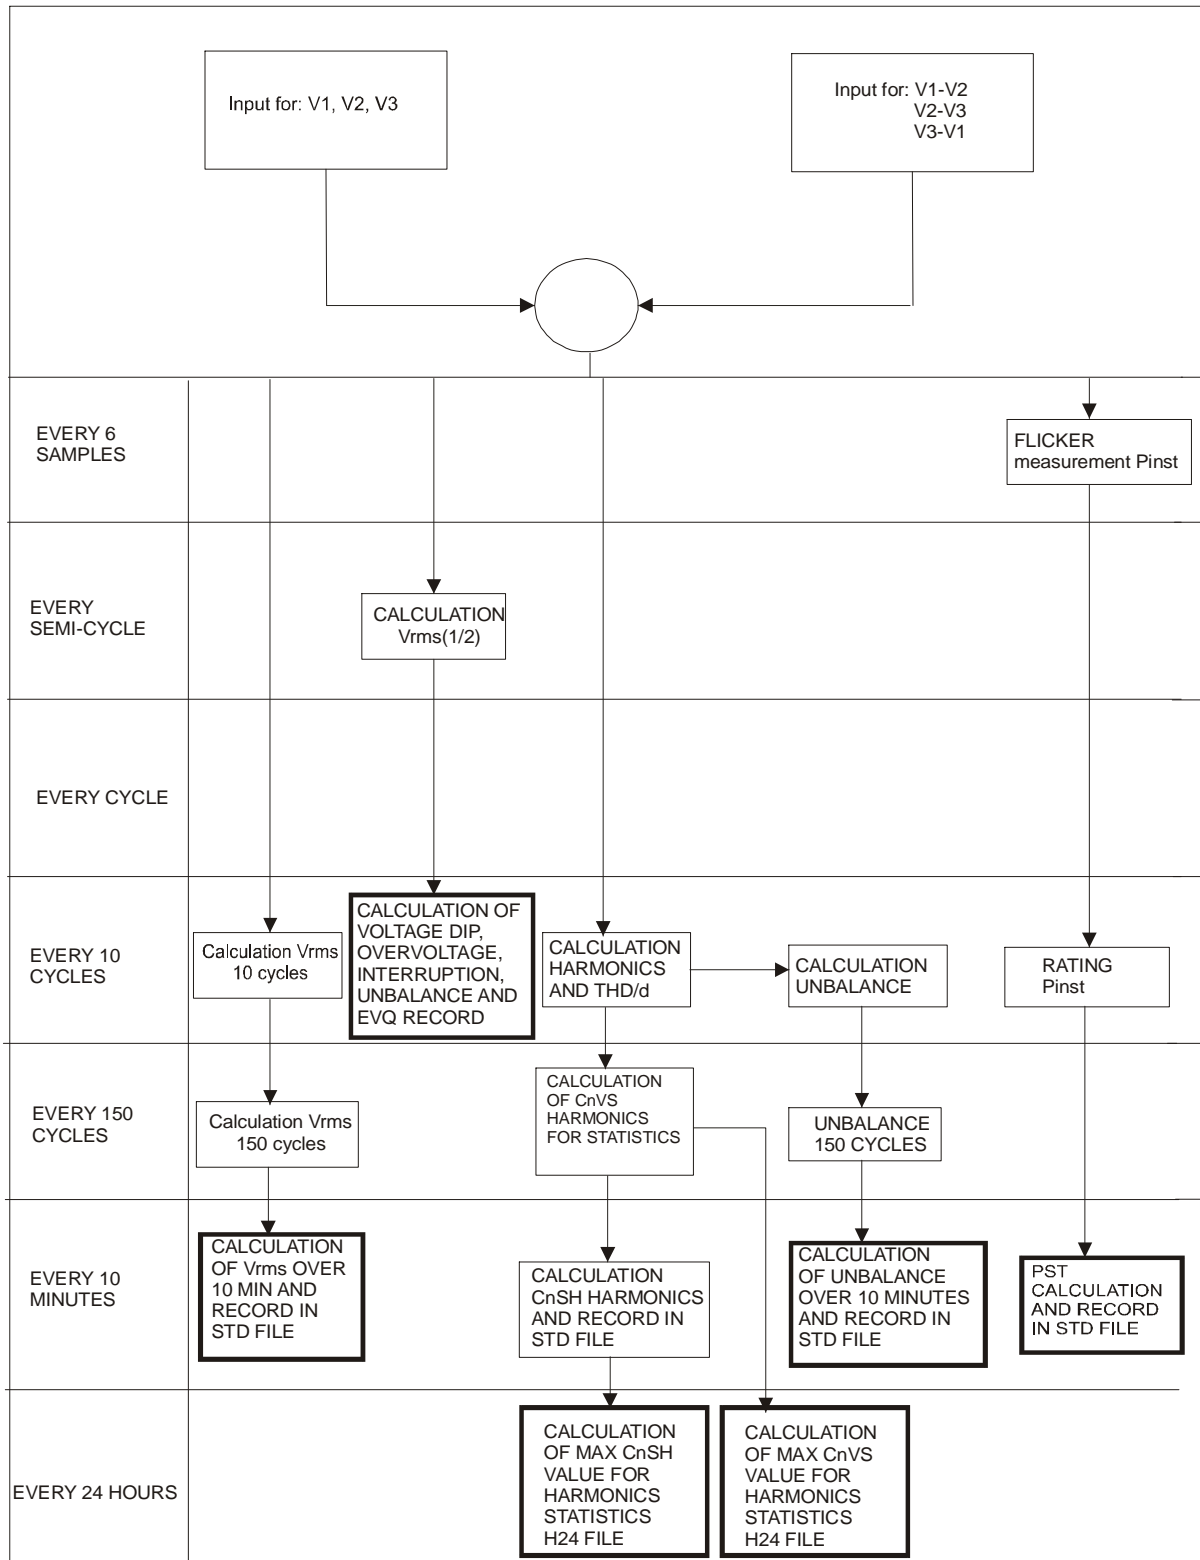 Input for: V1, V2, V3
Input for: V1-V2
V2-V3
V3-V1
EVERY 6
SAMPLES
FLICKER
measurement Pinst
EVERY
SEMI-CYCLE
CALCULATION
Vrms(1/2)
EVERY CYCLE
EVERY 10
CYCLES
Calculation Vrms
10 cycles
CALCULATION OF
VOLTAGE DIP,
OVERVOLTAGE,
INTERRUPTION,
UNBALANCE AND
EVQ RECORD
CALCULATION
HARMONICS
AND THD/d
CALCULATION
UNBALANCE
RATING
Pinst
EVERY 150
CYCLES
Calculation Vrms
150 cycles
CALCULATION
OF CnVS
HARMONICS
FOR STATISTICS
UNBALANCE
150 CYCLES
EVERY 10
MINUTES
CALCULATION
OF Vrms OVER
10 MIN AND
RECORD IN
STD FILE
CALCULATION
CnSH HARMONICS
AND RECORD IN
STD FILE
CALCULATION
OF UNBALANCE
OVER 10 MINUTES
AND RECORD IN
STD FILE
PST
CALCULATION
AND RECORD
IN STD FILE
EVERY 24 HOURS
CALCULATION
OF MAX CnSH
VALUE FOR
HARMONICS
STATISTICS
H24 FILE
CALCULATION
OF MAX CnVS
VALUE FOR
HARMONICS
STATISTICS
H24 FILE